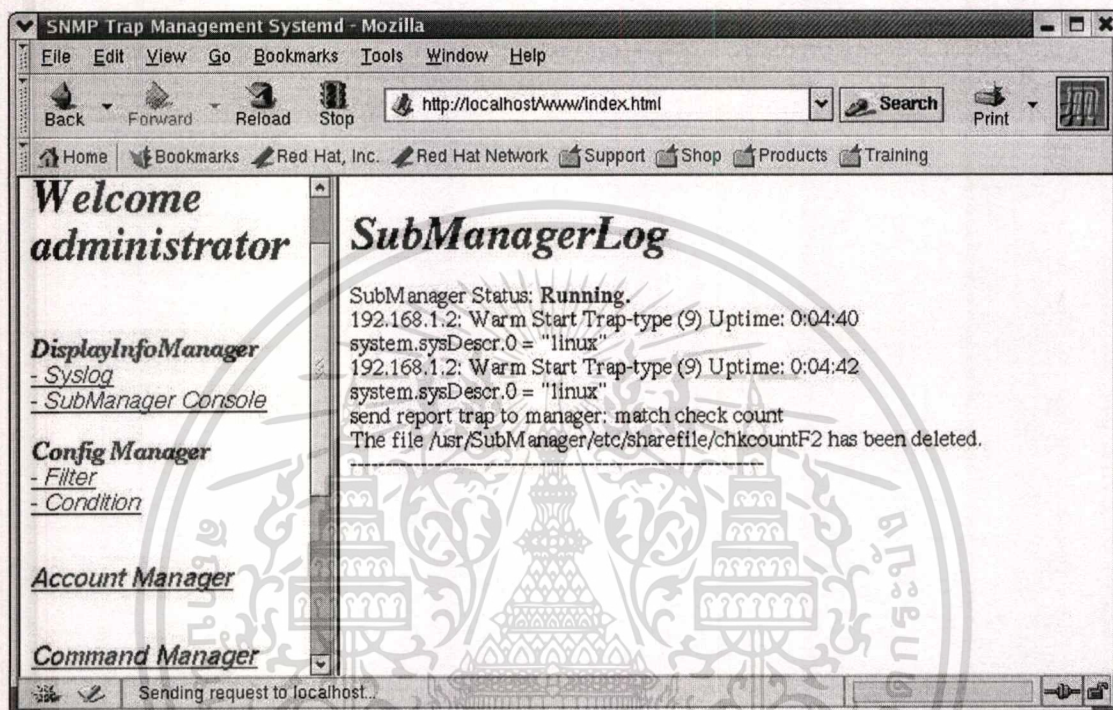 SNMP Trap Management Systemd - Mozilla
File Edit View Go Bookmarks Tools Window Help
Back Forward Reload Stop http://localhost/www/index.html Search Print
Home Bookmarks Red Hat, Inc. Red Hat Network Support Shop Products Training
Welcome
administrator
DisplayInfoManager
- Syslog
- SubManager Console
Config Manager
- Filter
- Condition
Account Manager
Command Manager
SubManagerLog
SubManager Status: Running.
192.168.1.2: Warm Start Trap-type (9) Uptime: 0:04:40
system.sysDescr.0 = "linux"
192.168.1.2: Warm Start Trap-type (9) Uptime: 0:04:42
system.sysDescr.0 = "linux"
send report trap to manager: match check count
The file /usr/SubManager/etc/sharefile/chkcountF2 has been deleted.
Sending request to localhost...